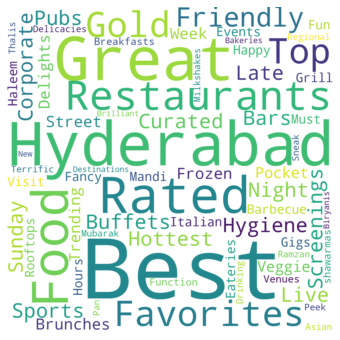 Pubs
Gold
Friendly
Thalis
Delicacies
Breakfasts
Week
Events
Bakeries
Fun
Regional
Haleem
Corporate
Delights
Great
Milkshakes
Happy
Late
Top
Grill
Restaurants
Street
Curated
Bars
Must
Brilliant
Hyderabad
New
Terrific
Destinations
Sneak
Biryanis
Visit
Fancy
Mandi
Frozen
Pocket
Sunday
Rooftops
Food
Trending
Rated
Night
Barbecue
Screenings
shawarmas
Buffets
Italian
Hygiene
Mubarak
Hottest
Eateries
Gigs
Ramzan
Hours
Best
Function
Drinking
Veggie
Venues
Sports
Pan
Live
Peek
Brunches
Favorites
Asian